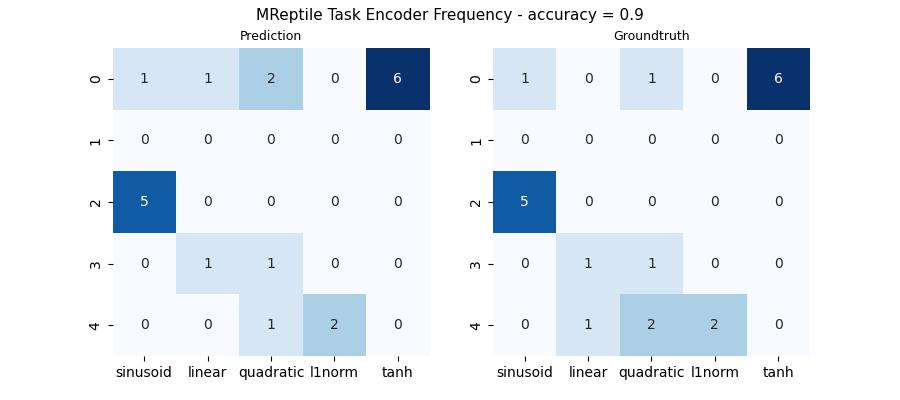 MReptile Task Encoder Frequency - accuracy = 0.9
Prediction Groundtruth
0 1 1 2 0 6 0 1 0 1 0 6
1 0 0 0 0 0 1 0 0 0 0 0
2 5 0 0 0 0 2 5 0 0 0 0
3 0 1 1 0 0 3 0 1 1 0 0
4 0 0 1 2 0 4 0 1 2 2 0
sinusoid linear quadratic l1norm tanh sinusoid linear quadratic l1norm tanh